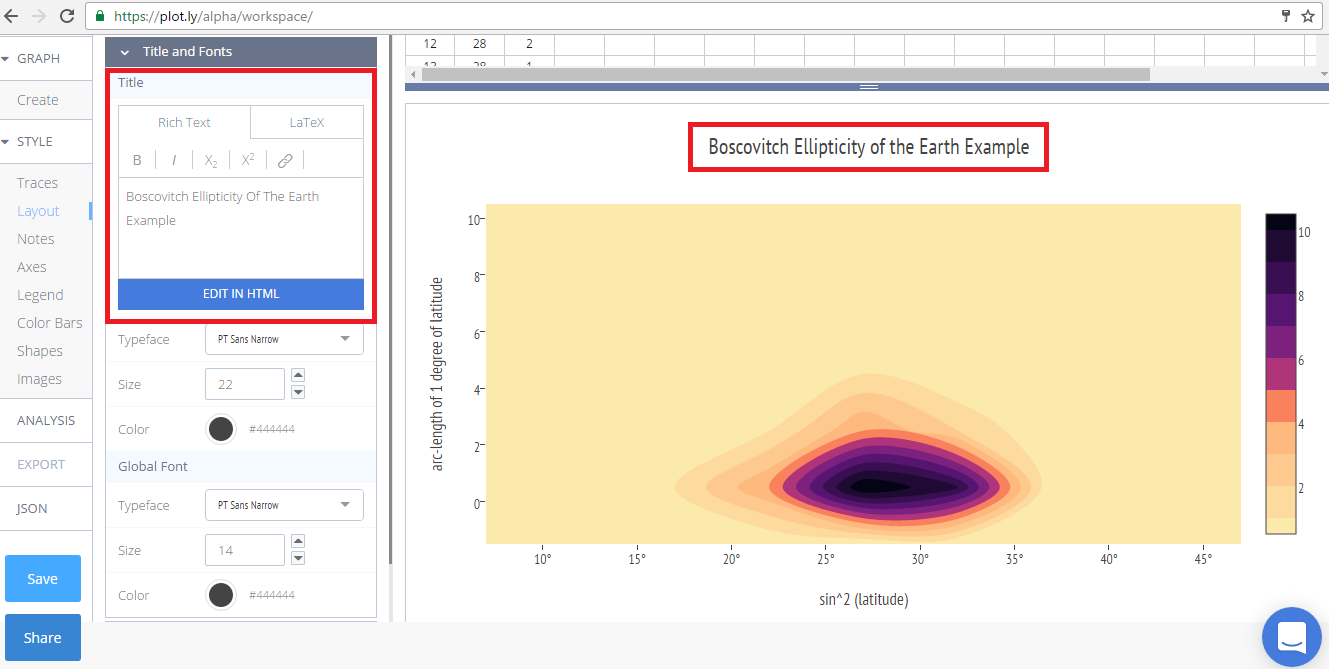 https://plot.ly/alpha/workspace/
GRAPH
Create
STYLE
Traces
Layout
Notes
Axes
Legend
Color Bars
Shapes
Images
ANALYSIS
EXPORT
JSON
Save
Share
Title and Fonts
Title
Rich Text LaTeX
B I X2 X2
Boscovitch Ellipticity Of The Earth
Example
EDIT IN HTML
Typeface PT Sans Narrow
Size 22
Color #444444
Global Font
Typeface PT Sans Narrow
Size 14
Color #444444
12 28 2
12 28 1
Boscovitch Ellipticity of the Earth Example
arc-length of 1 degree of latitude
10
8
6
4
2
0
10° 15° 20° 25° 30° 35° 40° 45°
sin^2 (latitude)
10
8
6
4
2